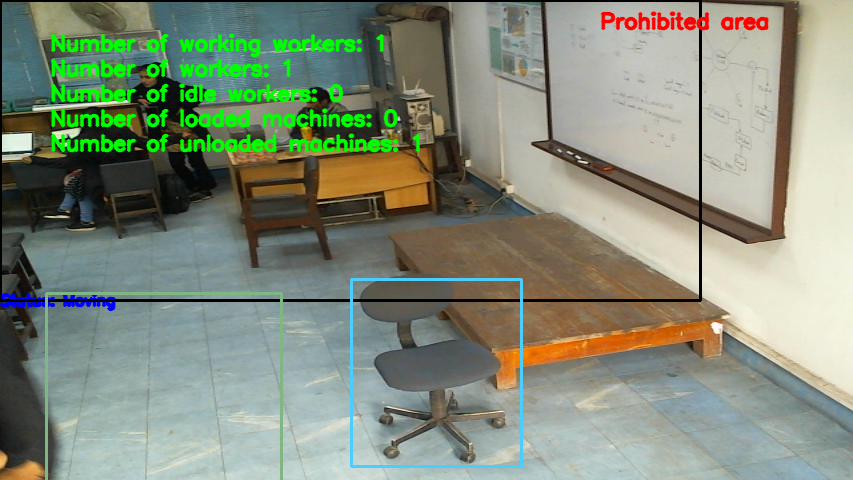 Prohibited area
Number of working workers: 1
Number of workers: 1
Number of idle workers: 0
Number of loaded machines: 0
Number of unloaded machines: 1
Status: Moving